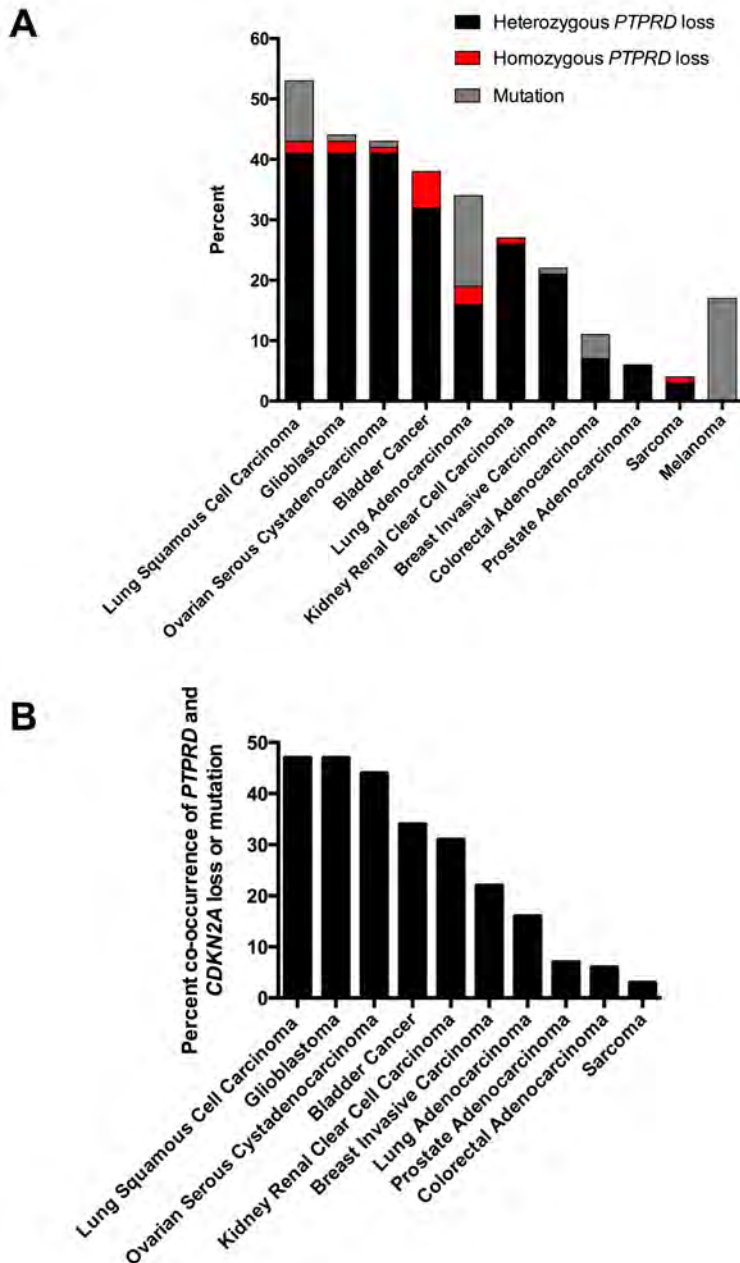 A
Heterozygous PTPRD loss
Homozygous PTPRD loss
Mutation
Percent
60
50
40
30
20
10
0
Lung Squamous Cell Carcinoma
Glioblastoma
Ovarian Serous Cystadenocarcinoma
Bladder Cancer
Lung Adenocarcinoma
Kidney Renal Clear Cell Carcinoma
Breast Invasive Carcinoma
Colorectal Adenocarcinoma
Prostate Adenocarcinoma
Sarcoma
Melanoma
B
Percent co-occurrence of PTPRD and
CDKN2A loss or mutation
50
40
30
20
10
0
Lung Squamous Cell Carcinoma
Glioblastoma
Ovarian Serous Cystadenocarcinoma
Bladder Cancer
Kidney Renal Clear Cell Carcinoma
Breast Invasive Carcinoma
Lung Adenocarcinoma
Prostate Adenocarcinoma
Colorectal Adenocarcinoma
Sarcoma